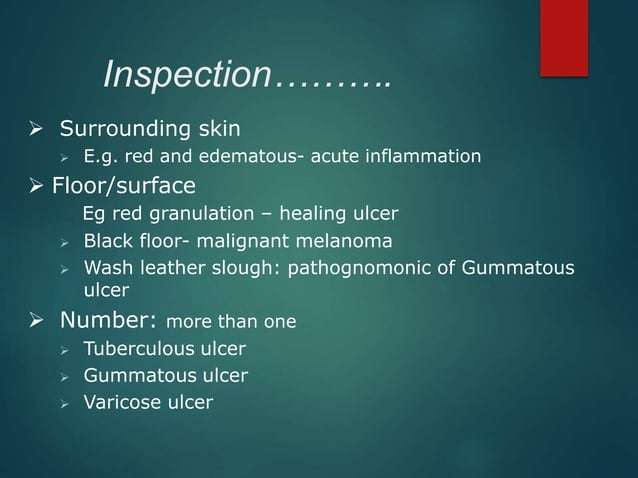 Inspection……….
➢ Surrounding skin
➢ E.g. red and edematous- acute inflammation
➢ Floor/surface
Eg red granulation – healing ulcer
➢ Black floor- malignant melanoma
➢ Wash leather slough: pathognomonic of Gummatous
ulcer
➢ Number: more than one
➢ Tuberculous ulcer
➢ Gummatous ulcer
➢ Varicose ulcer